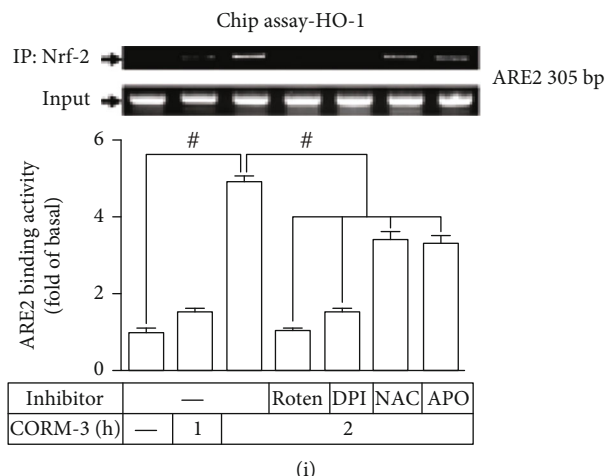 Chip assay-HO-1
IP: Nrf-2
ARE2 305 bp
Input
6
4
2
0
ARE2 binding activity
(fold of basal)
# #
Inhibitor — Roten DPI NAC APO
CORM-3 (h) — 1 2
(i)